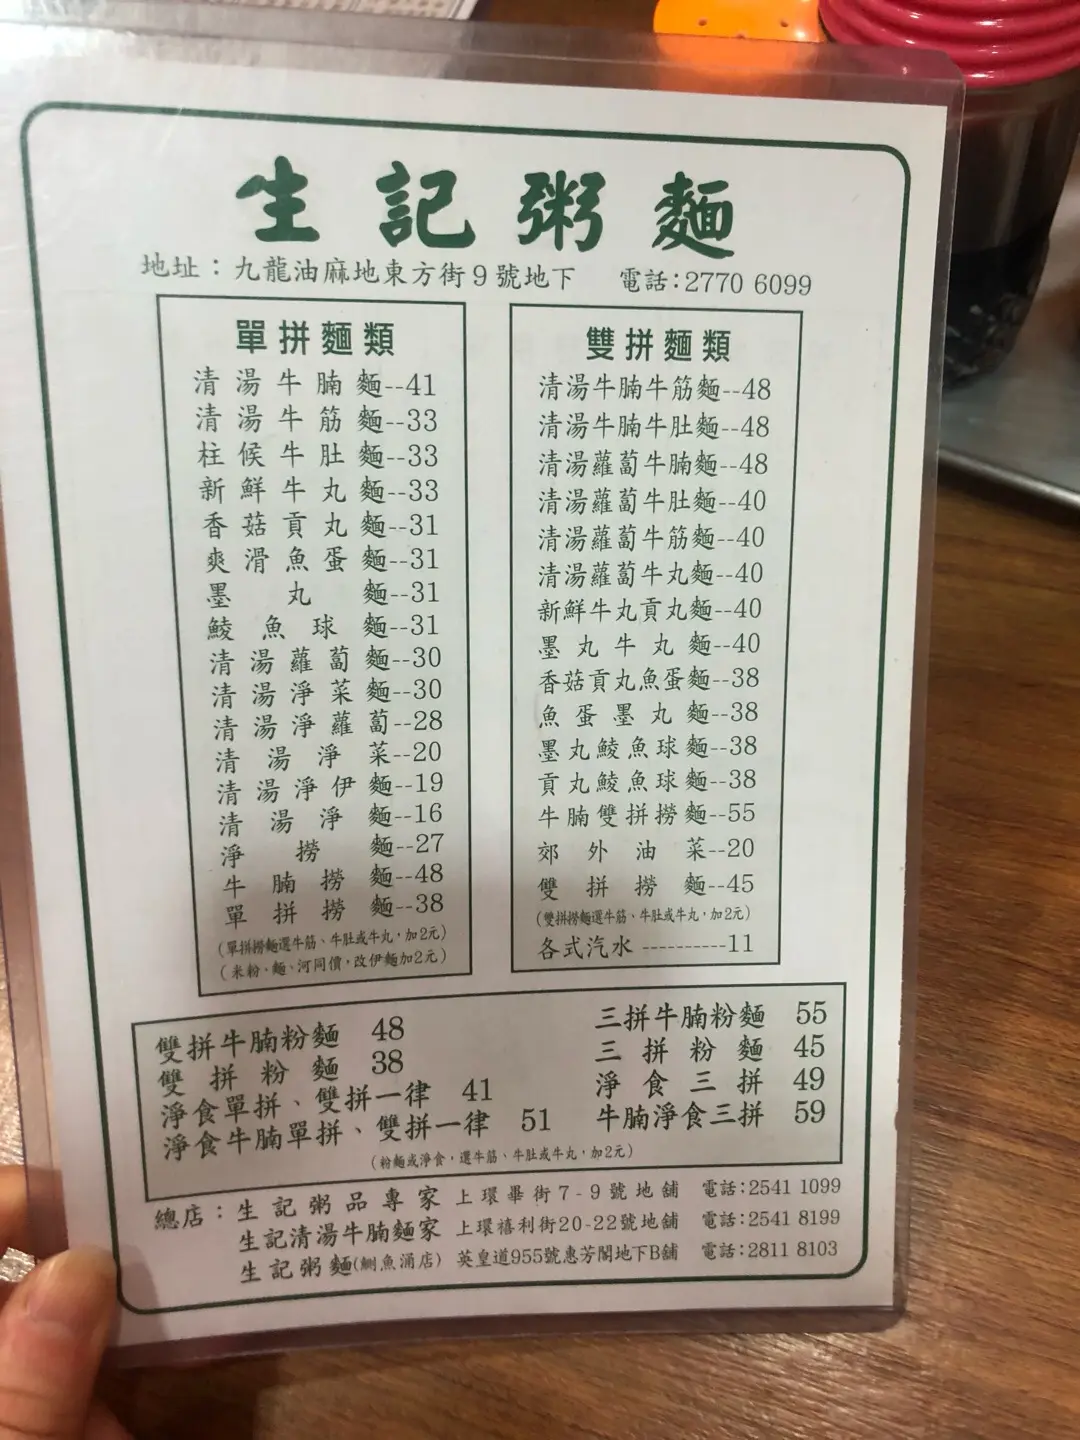 生記粥麵
地址：九龍油麻地東方街9號地下 電話:2770 6099
單拼麵類
清湯牛腩麵--41
清湯牛筋麵--33
柱候牛肚麵--33
新鮮牛丸麵--33
香菇貢丸麵--31
爽滑魚蛋麵--31
墨丸麵--31
鯪魚球麵--31
清湯蘿蔔麵--30
清湯淨菜麵--30
清湯淨蘿蔔--28
清湯淨菜--20
清湯淨伊麵--19
清湯淨麵--16
淨撈麵--27
牛腩撈麵--48
單拼撈麵--38
(單拼撈麵選牛筋、牛肚或牛丸，加2元)
(米粉、麵、河同價，改伊麵加2元)
雙拼麵類
清湯牛腩牛筋麵--48
清湯牛腩牛肚麵--48
清湯蘿蔔牛腩麵--48
清湯蘿蔔牛肚麵--40
清湯蘿蔔牛筋麵--40
清湯蘿蔔牛丸麵--40
新鮮牛丸貢丸麵--40
墨丸牛丸麵--40
香菇貢丸魚蛋麵--38
魚蛋墨丸麵--38
墨丸鯪魚球麵--38
貢丸鯪魚球麵--38
牛腩雙拼撈麵--55
郊外油菜--20
雙拼撈麵--45
(雙拼撈麵選牛筋、牛肚或牛丸，加2元)
各式汽水----------11
雙拼牛腩粉麵 48
雙拼粉麵 38
淨食單拼、雙拼一律 41
淨食牛腩單拼、雙拼一律 51
三拼牛腩粉麵 55
三拼粉麵 45
淨食三拼 49
牛腩淨食三拼 59
(粉麵或淨食，選牛筋、牛肚或牛丸，加2元)
總店：生記粥品專家 上環畢街7-9號地舖 電話:2541 1099
生記清湯牛腩麵家 上環禧利街20-22號地舖 電話:2541 8199
生記粥麵(鰂魚涌店) 英皇道955號惠芳閣地下B舖 電話:2811 8103